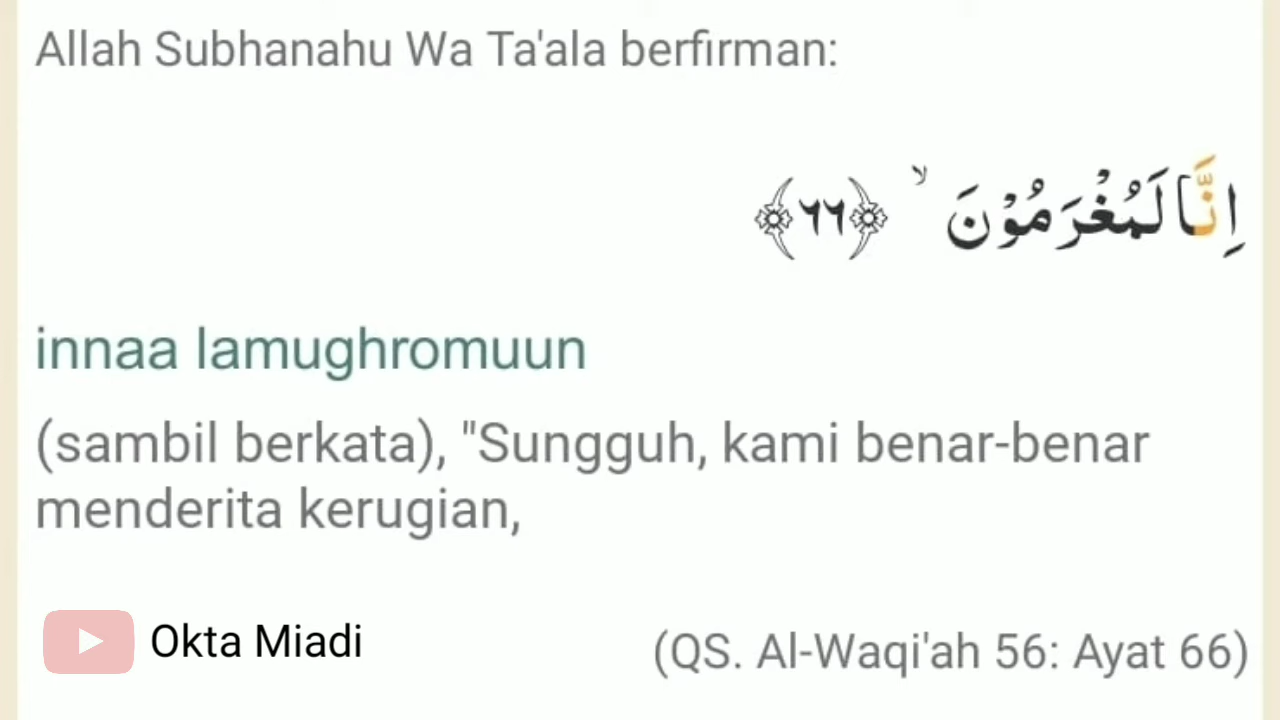 Allah Subhanahu Wa Ta'ala berfirman:
اِنَّا لَمُغْرَمُوْنَ ۙ ﴿٦٦﴾
innaa lamughromuun
(sambil berkata), "Sungguh, kami benar-benar
menderita kerugian,
Okta Miadi
(QS. Al-Waqi'ah 56: Ayat 66)